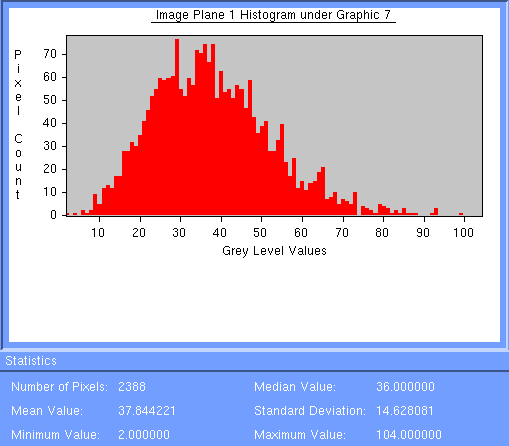 Image Plane 1 Histogram under Graphic 7
Pixel Count
70
60
50
40
30
20
10
0
10 20 30 40 50 60 70 80 90 100
Grey Level Values
Statistics
Number of Pixels: 2388 Median Value: 36.000000
Mean Value: 37.844221 Standard Deviation: 14.628081
Minimum Value: 2.000000 Maximum Value: 104.000000